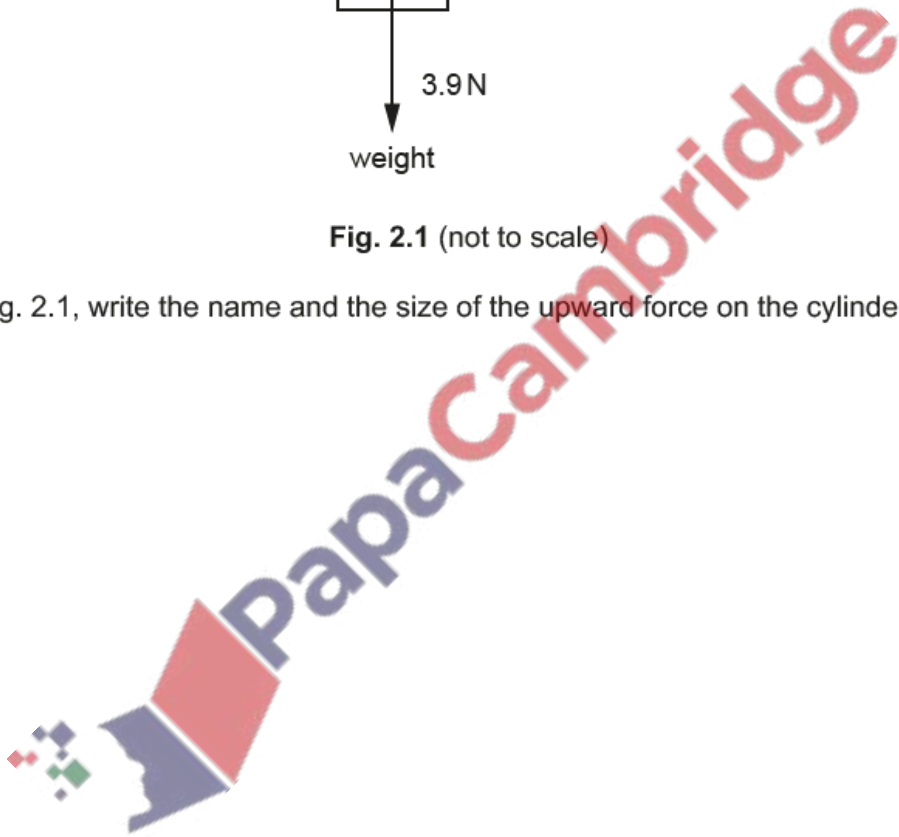 3.9 N
weight
Fig. 2.1 (not to scale)
g. 2.1, write the name and the size of the upward force on the cylinde
PapaCambridge